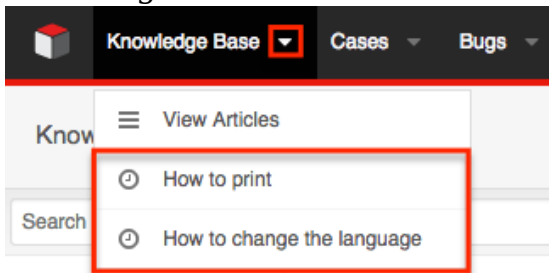 Knowledge Base Cases Bugs
View Articles
Know
How to print
Search
How to change the language